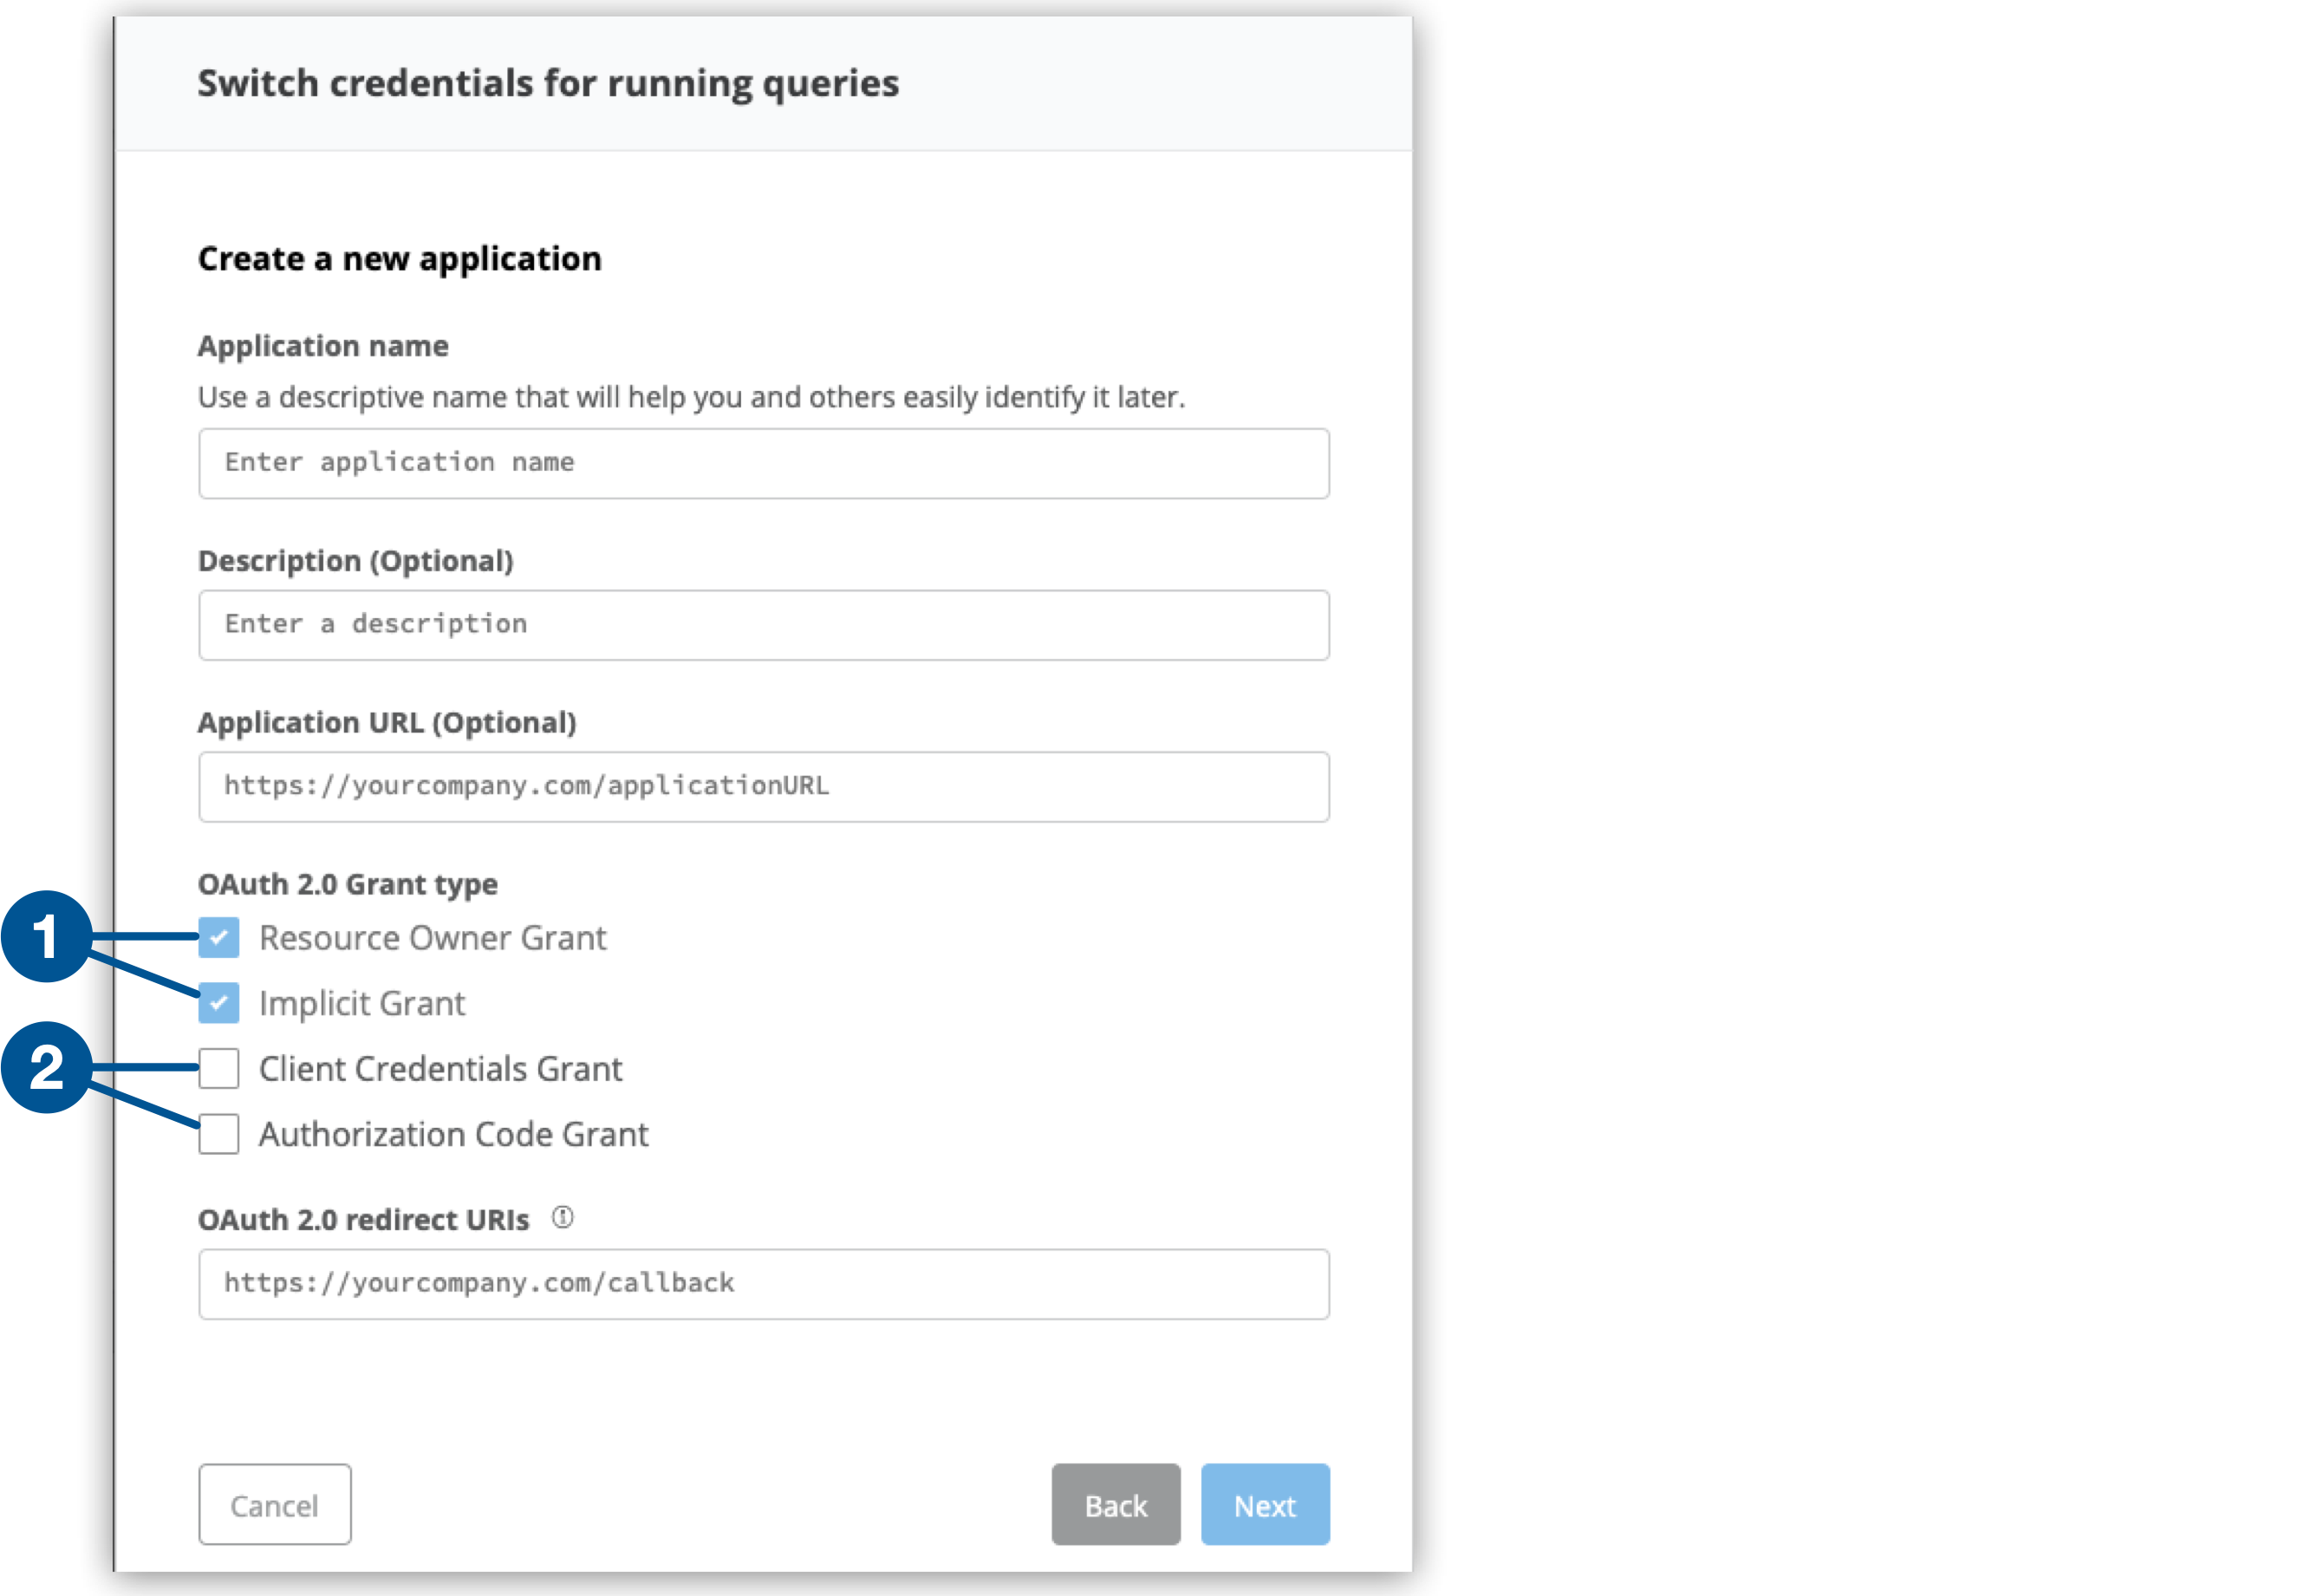 Switch credentials for running queries
Create a new application
Application name
Use a descriptive name that will help you and others easily identify it later.
Enter application name
Description (Optional)
Enter a description
Application URL (Optional)
https://yourcompany.com/applicationURL
OAuth 2.0 Grant type
1 Resource Owner Grant
Implicit Grant
2 Client Credentials Grant
Authorization Code Grant
OAuth 2.0 redirect URIs
https://yourcompany.com/callback
Cancel Back Next